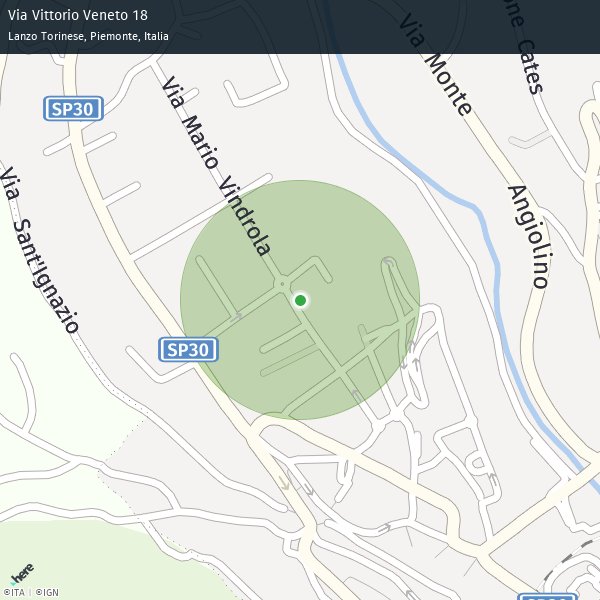 Via Vittorio Veneto 18
Lanzo Torinese, Piemonte, Italia
Cates
Via Monte
SP30
Via Mario Vindrola
Via Sant'Ignazio
Angiolino
SP30
here
©ITA | ©IGN